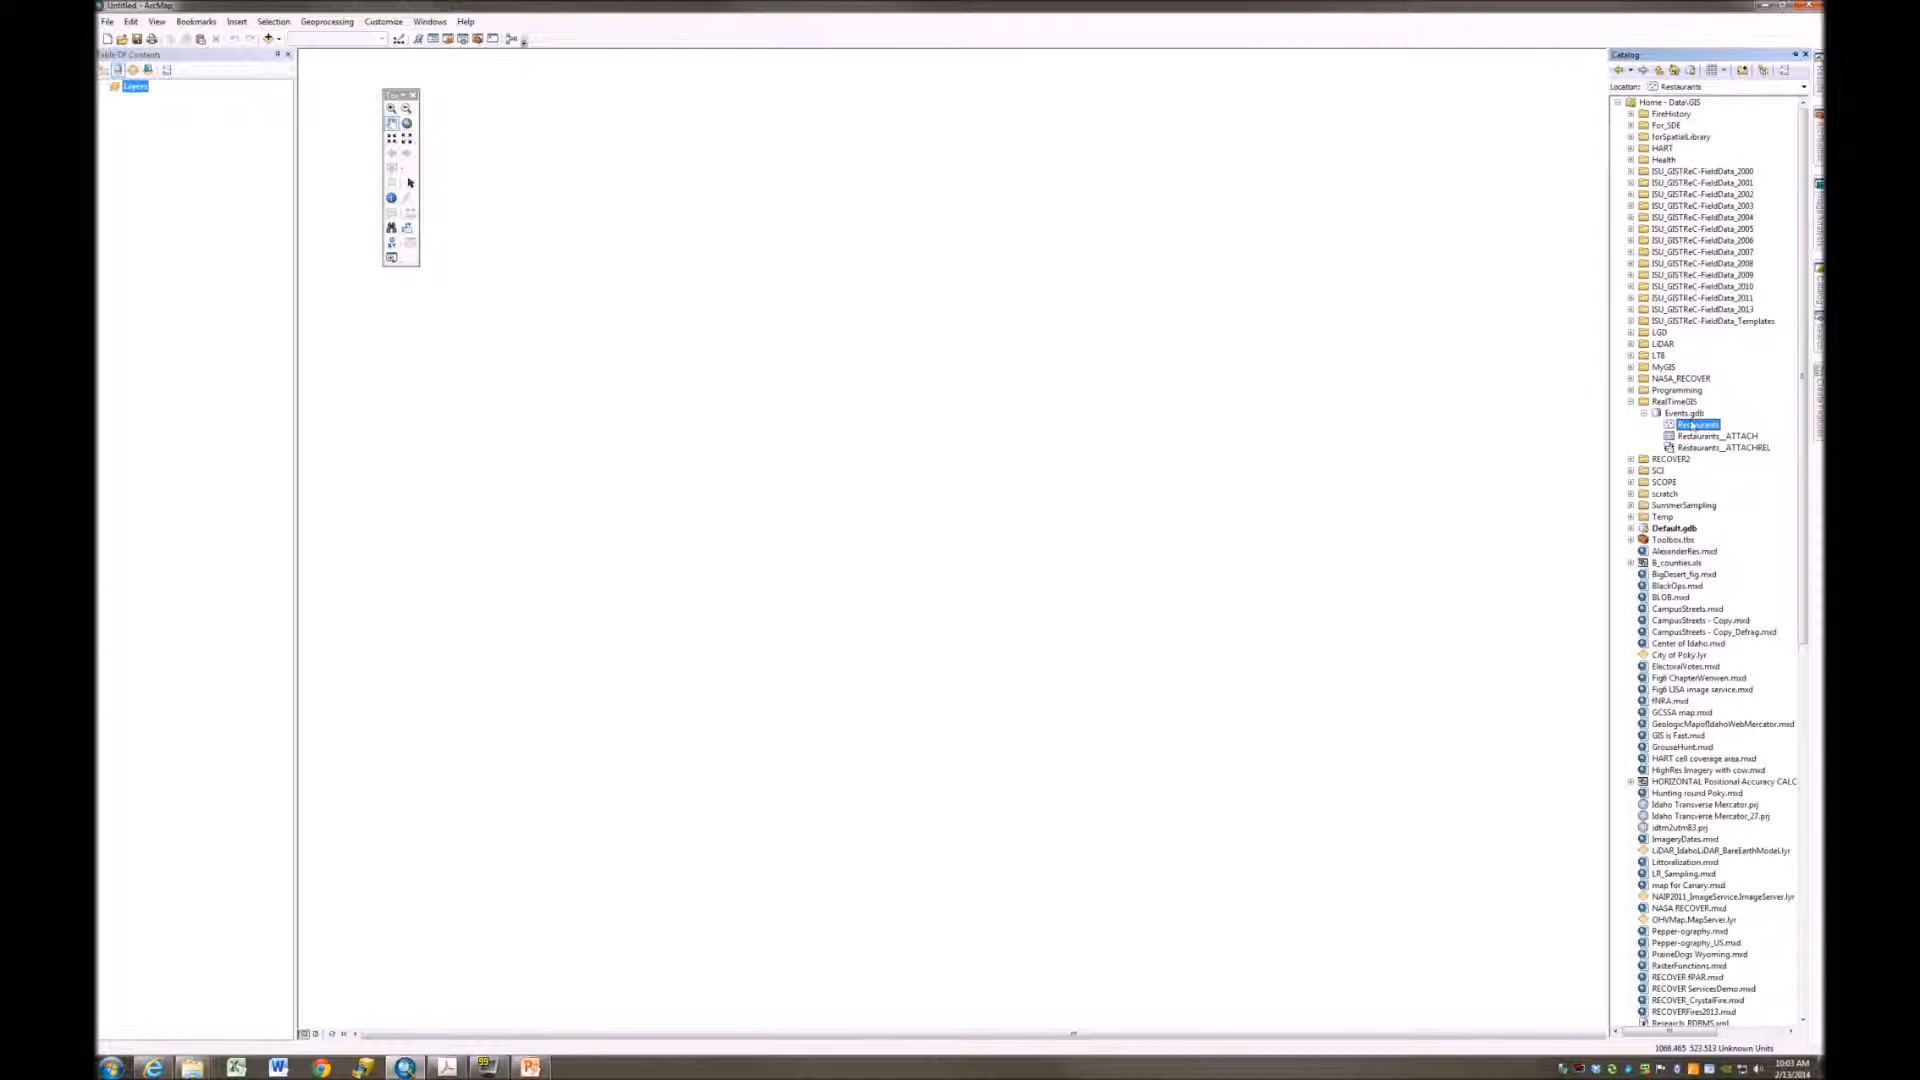 Untitled - ArcMap
File Edit View Bookmarks Insert Selection Geoprocessing Customize Windows Help
Table Of Contents
Layers
Catalog
Location: Restaurants
Home - Data\GIS
FireHistory
For_SDE
forSpatialLibrary
HART
Health
ISU_GISTReC-FieldData_2000
ISU_GISTReC-FieldData_2001
ISU_GISTReC-FieldData_2002
ISU_GISTReC-FieldData_2003
ISU_GISTReC-FieldData_2004
ISU_GISTReC-FieldData_2005
ISU_GISTReC-FieldData_2006
ISU_GISTReC-FieldData_2007
ISU_GISTReC-FieldData_2008
ISU_GISTReC-FieldData_2009
ISU_GISTReC-FieldData_2010
ISU_GISTReC-FieldData_2011
ISU_GISTReC-FieldData_2013
ISU_GISTReC-FieldData_Templates
LGD
LiDAR
LT8
MyGIS
NASA_RECOVER
Programming
RealTimeGIS
Events.gdb
Restaurants
Restaurants__ATTACH
Restaurants__ATTACHREL
RECOVER2
SCI
SCOPE
scratch
SummerSampling
Temp
Default.gdb
Toolbox.tbx
AlexanderRes.mxd
B_counties.xls
BigDesert_fig.mxd
BlackOps.mxd
BLOB.mxd
CampusStreets.mxd
CampusStreets - Copy.mxd
CampusStreets - Copy_Defrag.mxd
Center of Idaho.mxd
City of Poky.lyr
ElectoralVotes.mxd
Fig6 ChapterWenwen.mxd
Fig6 LISA image service.mxd
fNRA.mxd
GCSSA map.mxd
GeologicMapofIdahoWebMercator.mxd
GIS is Fast.mxd
GrouseHunt.mxd
HART cell coverage area.mxd
HighRes Imagery with cow.mxd
HORIZONTAL Positional Accuracy CALC
Hunting round Poky.mxd
Idaho Transverse Mercator.prj
Idaho Transverse Mercator_27.prj
idtm2utm83.prj
ImageryDates.mxd
LiDAR_IdahoLiDAR_BareEarthModel.lyr
Littoralization.mxd
LR_Sampling.mxd
map for Canary.mxd
NAIP2011_ImageService.ImageServer.lyr
NASA RECOVER.mxd
OHVMap.MapServer.lyr
Pepper-ography.mxd
Pepper-ography_US.mxd
PraineDogs Wyoming.mxd
RasterFunctions.mxd
RECOVER fPAR.mxd
RECOVER ServicesDemo.mxd
RECOVER_CrystalFire.mxd
RECOVERFires2013.mxd
Research_RDBMS.xml
1068.465 523.513 Unknown Units
10:03 AM
2/13/2014